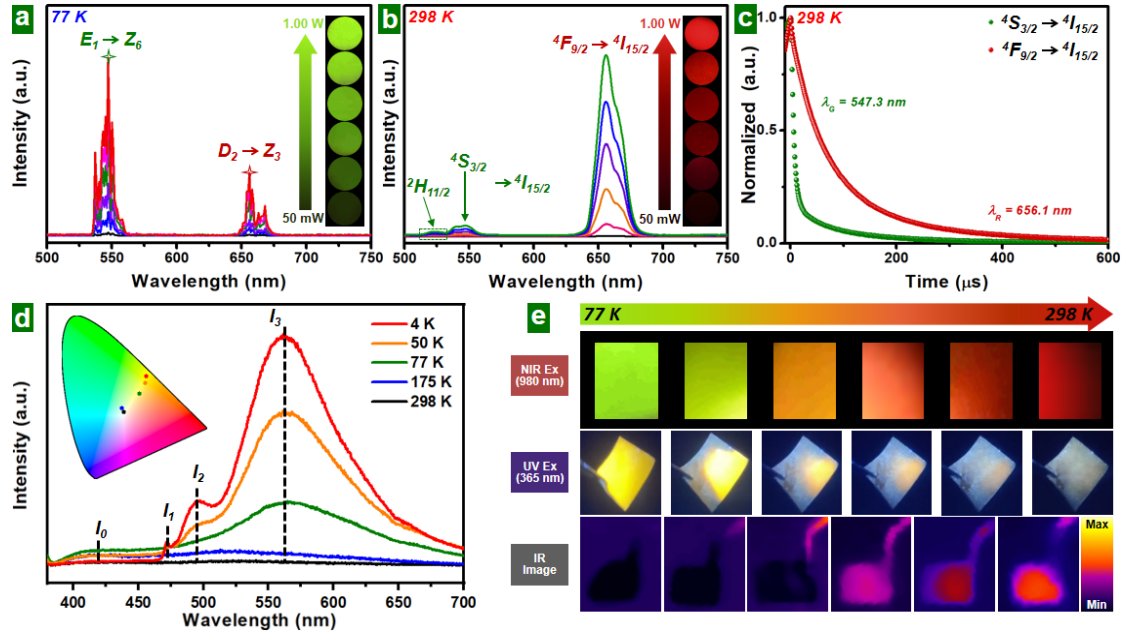 a
77 K
E1 → Z6
D2 → Z3
1.00 W
50 mW
Intensity (a.u.)
500 550 600 650 700 750
Wavelength (nm)
b
298 K
2H11/2
4S3/2
→ 4I15/2
4F9/2 → 4I15/2
1.00 W
50 mW
Intensity (a.u.)
500 550 600 650 700 750
Wavelength (nm)
c
298 K
4S3/2 → 4I15/2
4F9/2 → 4I15/2
λG = 547.3 nm
λR = 656.1 nm
Normalized (a.u.)
1.0
0.5
0.0
0 200 400 600
Time (μs)
d
I0
I1
I2
I3
4 K
50 K
77 K
175 K
298 K
Intensity (a.u.)
400 450 500 550 600 650 700
Wavelength (nm)
e
77 K
298 K
NIR Ex
(980 nm)
UV Ex
(365 nm)
IR
Image
Max
Min